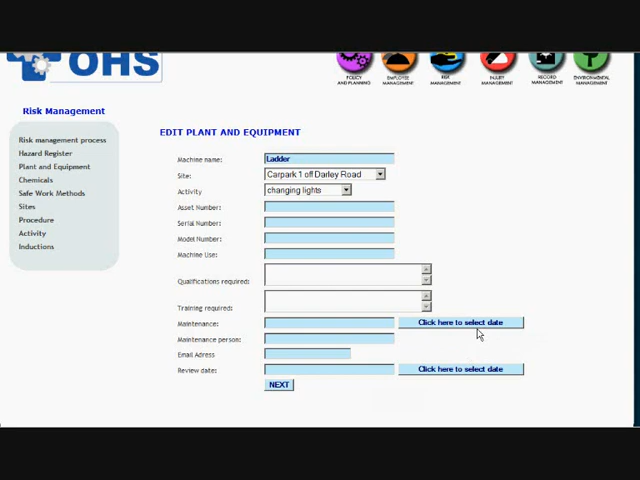 OHS
POLICY AND PLANNING
EMPLOYEE MANAGEMENT
RISK MANAGEMENT
INJURY MANAGEMENT
RECORD MANAGEMENT
ENVIRONMENTAL MANAGEMENT
Risk Management
Risk management process
Hazard Register
Plant and Equipment
Chemicals
Safe Work Methods
Sites
Procedure
Activity
Inductions
EDIT PLANT AND EQUIPMENT
Machine name: Ladder
Site: Carpark 1 off Darley Road
Activity changing lights
Asset Number:
Serial Number:
Model Number:
Machine Use:
Qualifications required:
Training required:
Maintenance: Click here to select date
Maintenance person:
Email Adress
Review date: Click here to select date
NEXT